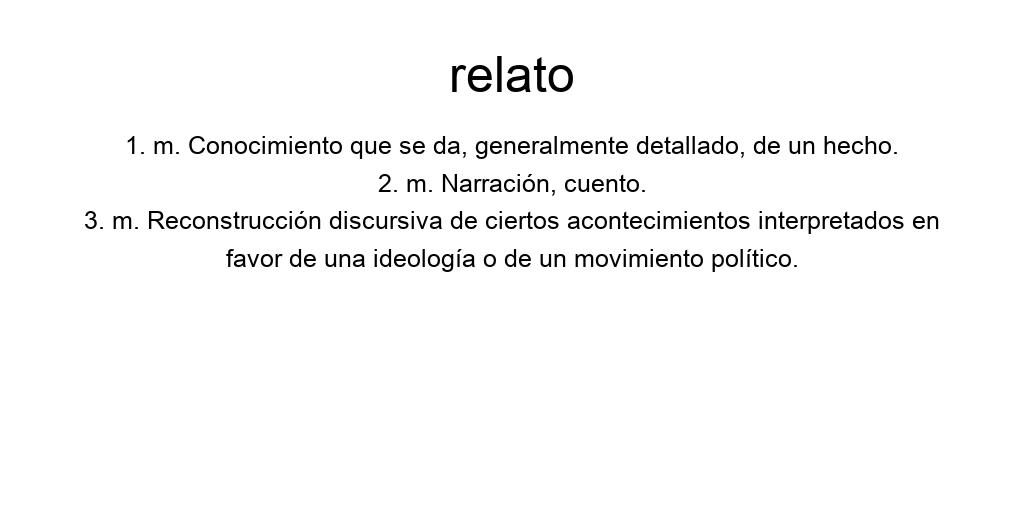 relato
1. m. Conocimiento que se da, generalmente detallado, de un hecho.
2. m. Narración, cuento.
3. m. Reconstrucción discursiva de ciertos acontecimientos interpretados en
favor de una ideología o de un movimiento político.